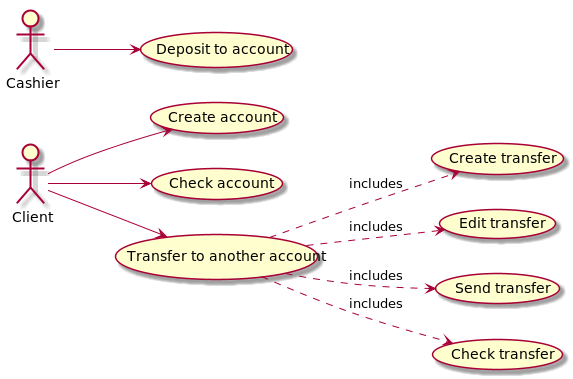 Cashier
Deposit to account
Create account
Client
Check account
Transfer to another account
includes
Create transfer
includes
Edit transfer
includes
Send transfer
includes
Check transfer